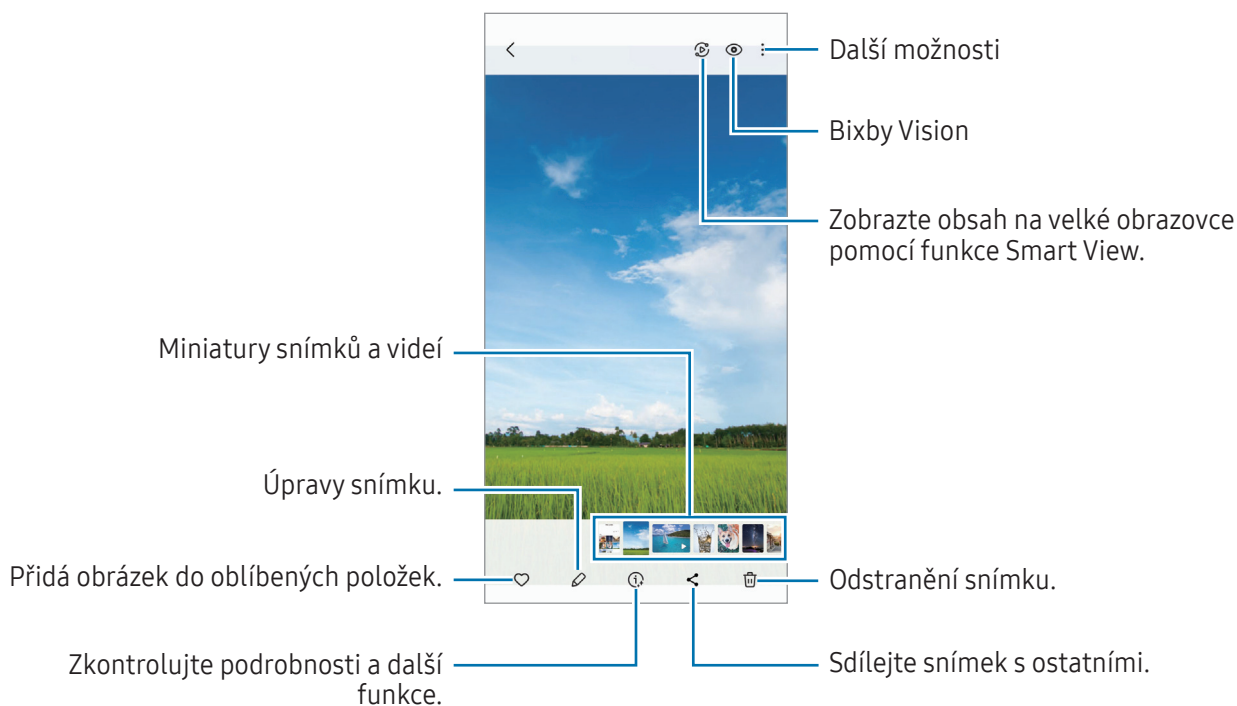 Další možnosti
Bixby Vision
Zobrazte obsah na velké obrazovce
pomocí funkce Smart View.
Miniatury snímků a videí
Úpravy snímku.
Přidá obrázek do oblíbených položek.
Odstranění snímku.
Zkontrolujte podrobnosti a další
funkce.
Sdílejte snímek s ostatními.